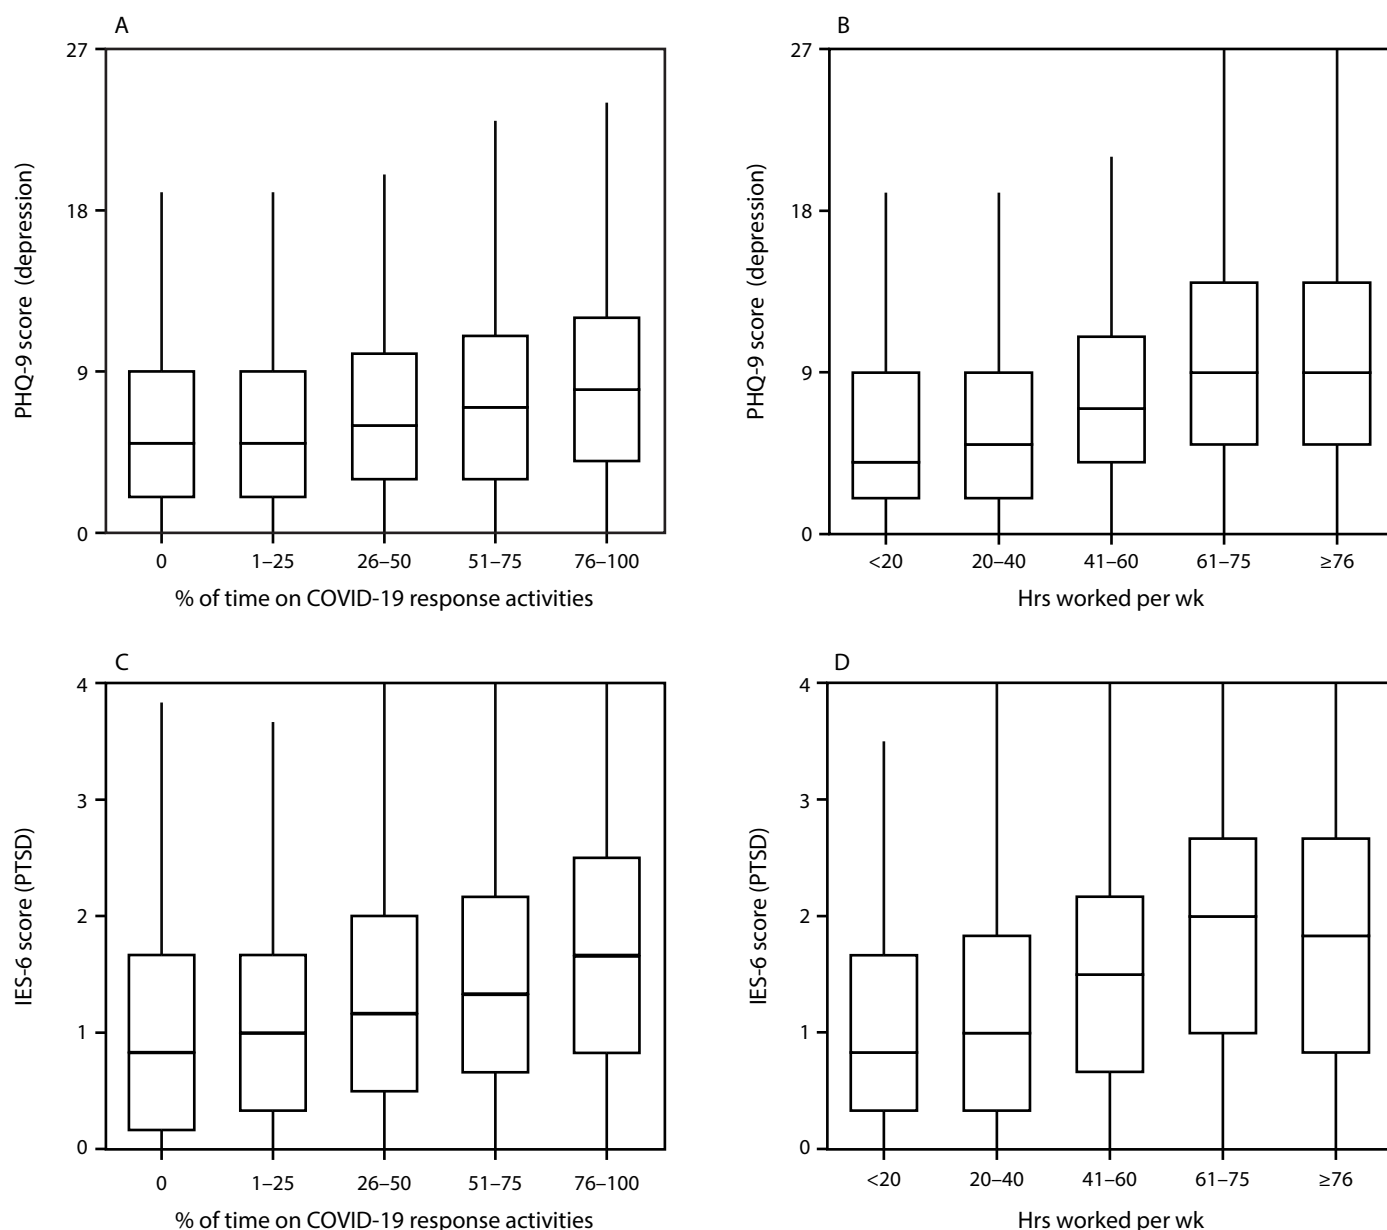 A
27
18
9
0
PHQ-9 score (depression)
0 1–25 26–50 51–75 76–100
% of time on COVID-19 response activities
B
27
18
9
0
PHQ-9 score (depression)
<20 20–40 41–60 61–75 ≥76
Hrs worked per wk
C
4
3
2
1
0
IES-6 score (PTSD)
0 1–25 26–50 51–75 76–100
% of time on COVID-19 response activities
D
4
3
2
1
0
IES-6 score (PTSD)
<20 20–40 41–60 61–75 ≥76
Hrs worked per wk